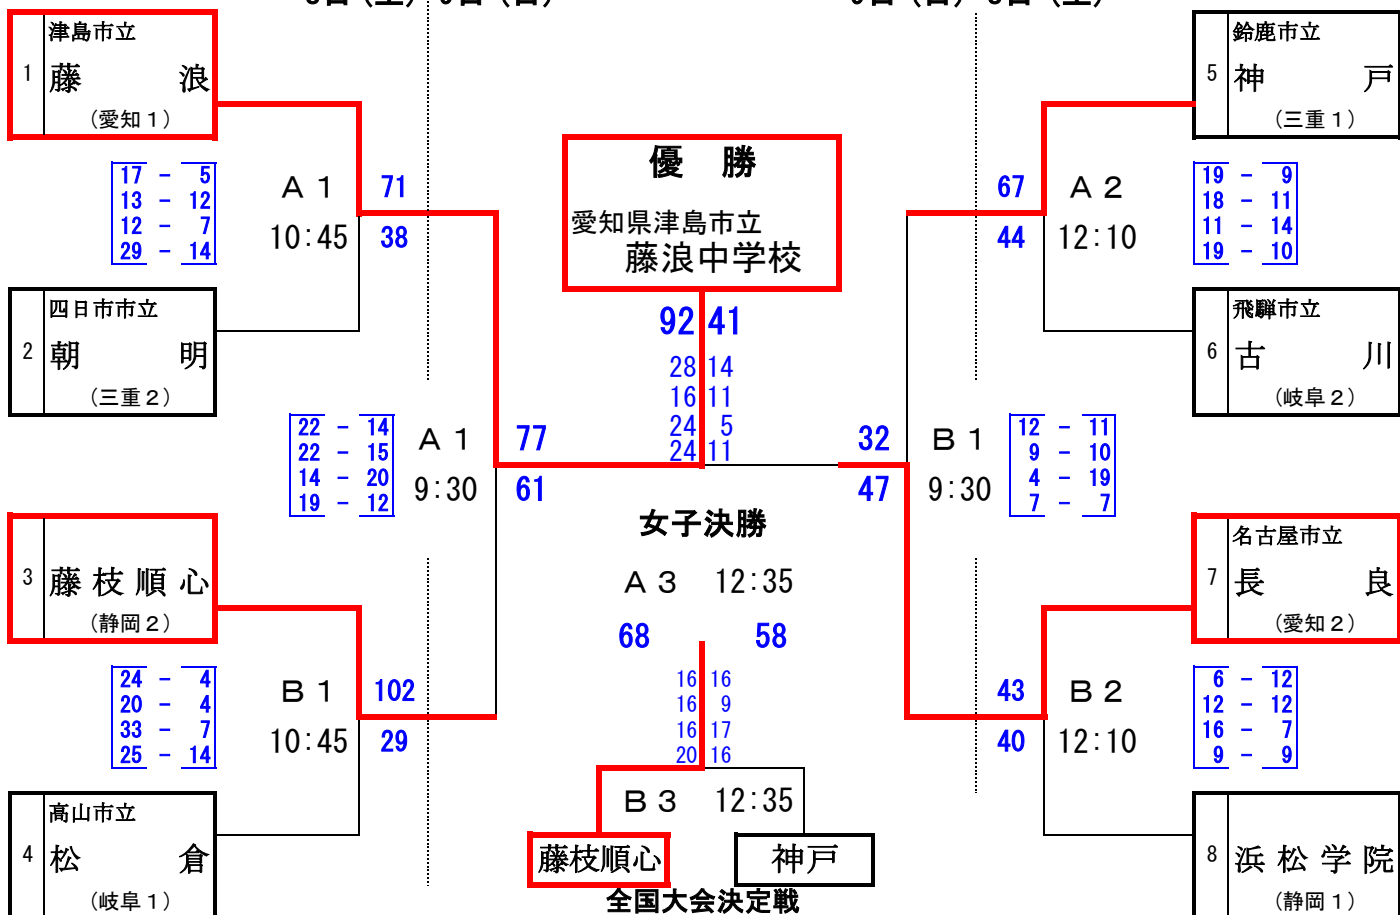 津島市立
1 藤 浪
(愛知1)
17 - 5
13 - 12
12 - 7
29 - 14
A1
10:45
71
38
四日市市立
2 朝 明
(三重2)
22 - 14
22 - 15
14 - 20
19 - 12
A1
9:30
77
61
3 藤枝順心
(静岡2)
24 - 4
20 - 4
33 - 7
25 - 14
B1
10:45
102
29
高山市立
4 松 倉
(岐阜1)
優 勝
愛知県津島市立
藤浪中学校
92 41
28 14
16 11
24 5
24 11
女子決勝
A3 12:35
68 58
16 16
16 9
16 17
20 16
B3 12:35
藤枝順心 神戸
全国大会決定戦
鈴鹿市立
5 神 戸
(三重1)
67
44
A2
12:10
19 - 9
18 - 11
11 - 14
19 - 10
飛騨市立
6 古 川
(岐阜2)
32
47
B1
9:30
12 - 11
9 - 10
4 - 19
7 - 7
名古屋市立
7 長 良
(愛知2)
43
40
B2
12:10
6 - 12
12 - 12
16 - 7
9 - 9
8 浜松学院
(静岡1)